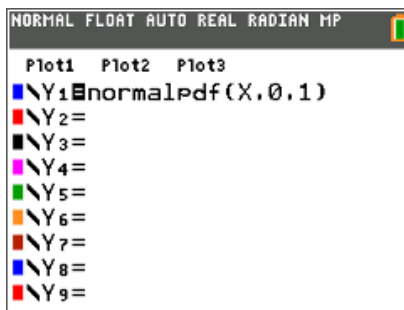 NORMAL FLOAT AUTO REAL RADIAN MP
Plot1 Plot2 Plot3
\Y₁=normalpdf(X,0,1)
\Y₂=
\Y₃=
\Y₄=
\Y₅=
\Y₆=
\Y₇=
\Y₈=
\Y₉=